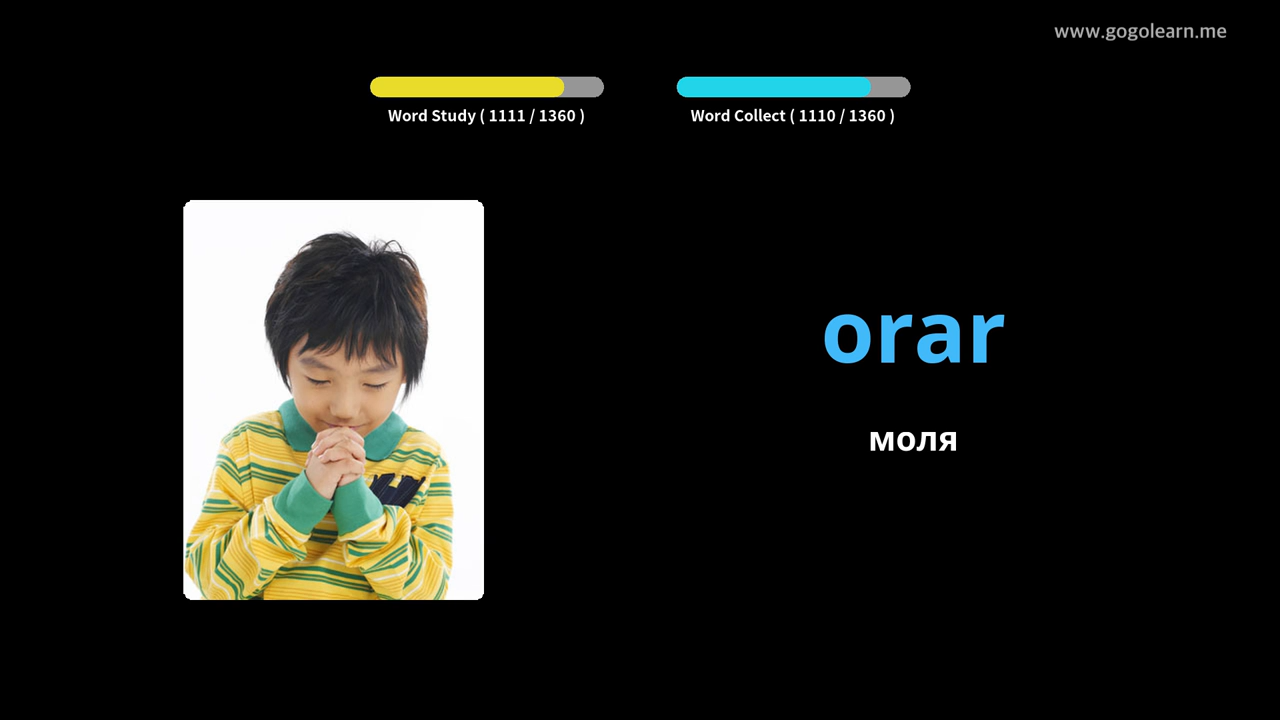 www.gogolearn.me
Word Study ( 1111 / 1360 )
Word Collect ( 1110 / 1360 )
orar
моля